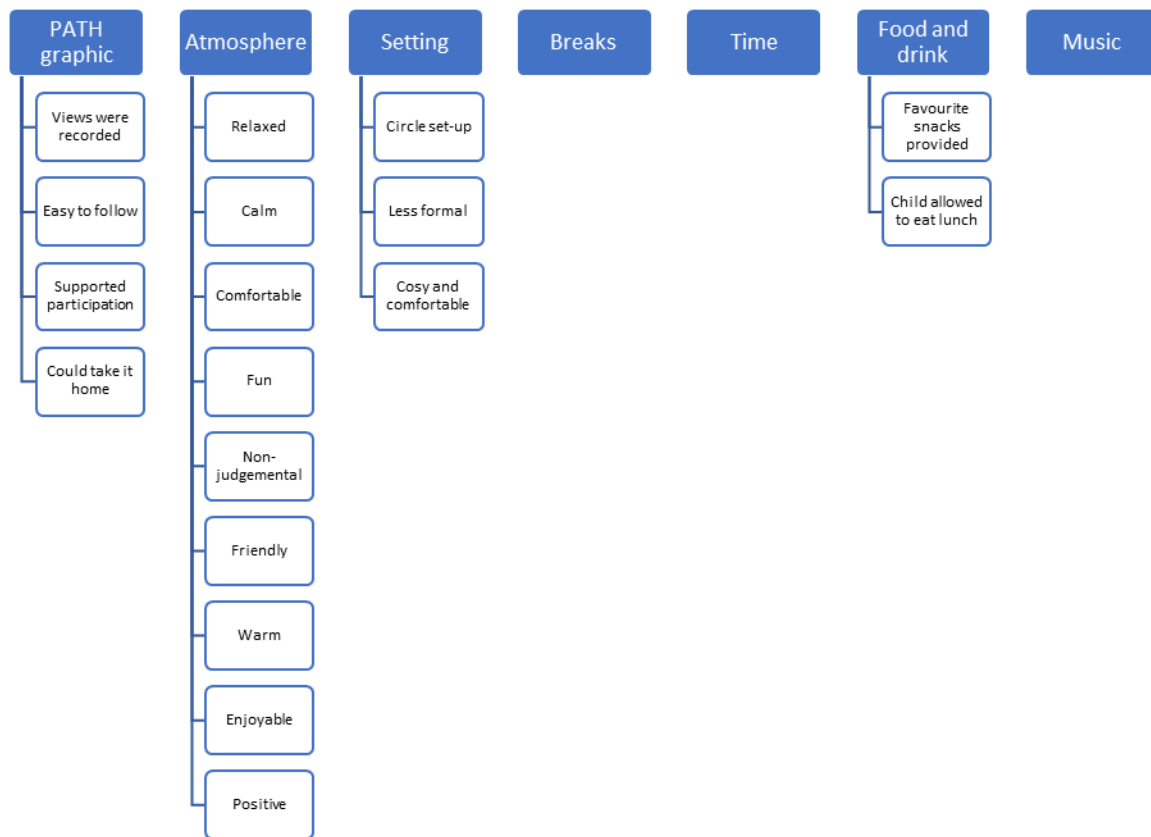 PATH
graphic
Views were
recorded
Easy to follow
Supported
participation
Could take it
home
Atmosphere
Relaxed
Calm
Comfortable
Fun
Non-
judgemental
Friendly
Warm
Enjoyable
Positive
Setting
Circle set-up
Less formal
Cosy and
comfortable
Breaks
Time
Food and
drink
Favourite
snacks
provided
Child allowed
to eat lunch
Music